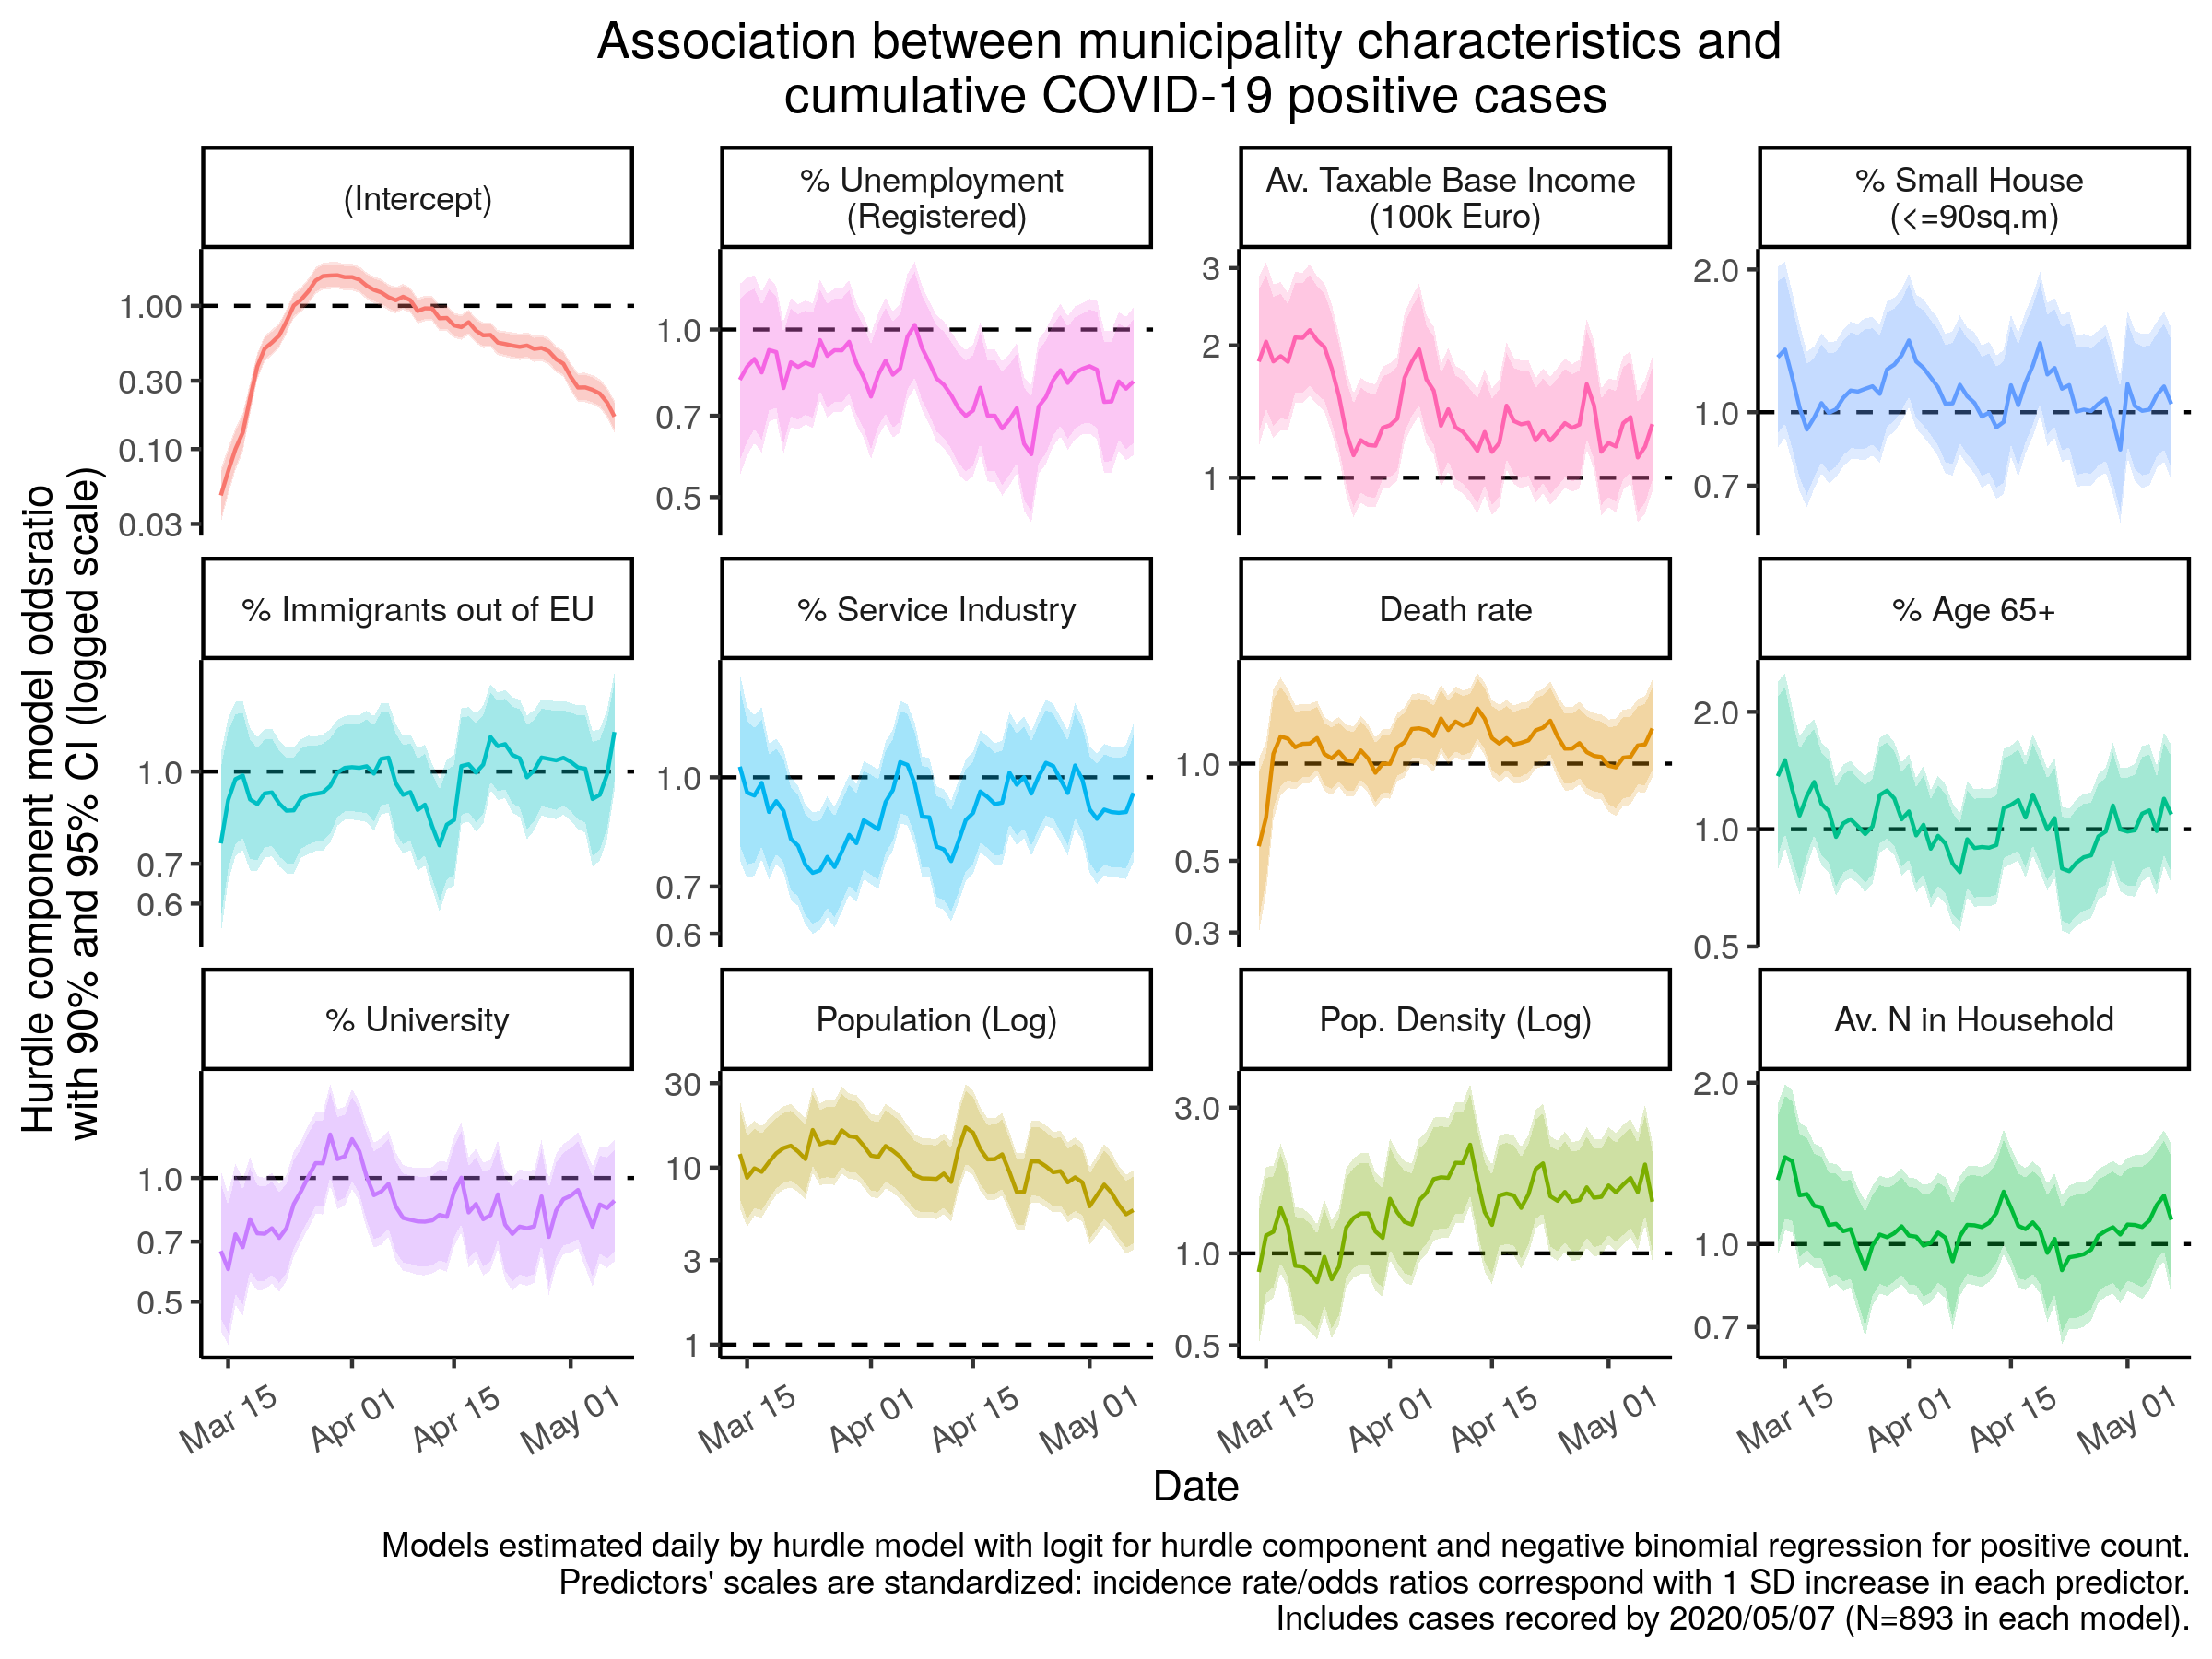 Association between municipality characteristics and
cumulative COVID-19 positive cases
Hurdle component model oddsratio
with 90% and 95% CI (logged scale)
(Intercept)
% Unemployment
(Registered)
Av. Taxable Base Income
(100k Euro)
% Small House
(<=90sq.m)
1.00
0.30
0.10
0.03
1.0
0.7
0.5
3
2
1
2.0
1.0
0.7
% Immigrants out of EU
% Service Industry
Death rate
% Age 65+
1.0
0.7
0.6
1.0
0.7
0.6
1.0
0.5
0.3
2.0
1.0
0.5
% University
Population (Log)
Pop. Density (Log)
Av. N in Household
1.0
0.7
0.5
30
10
3
1
3.0
1.0
0.5
2.0
1.0
0.7
Mar 15 Apr 01 Apr 15 May 01
Mar 15 Apr 01 Apr 15 May 01
Mar 15 Apr 01 Apr 15 May 01
Mar 15 Apr 01 Apr 15 May 01
Date
Models estimated daily by hurdle model with logit for hurdle component and negative binomial regression for positive count.
Predictors' scales are standardized: incidence rate/odds ratios correspond with 1 SD increase in each predictor.
Includes cases recored by 2020/05/07 (N=893 in each model).